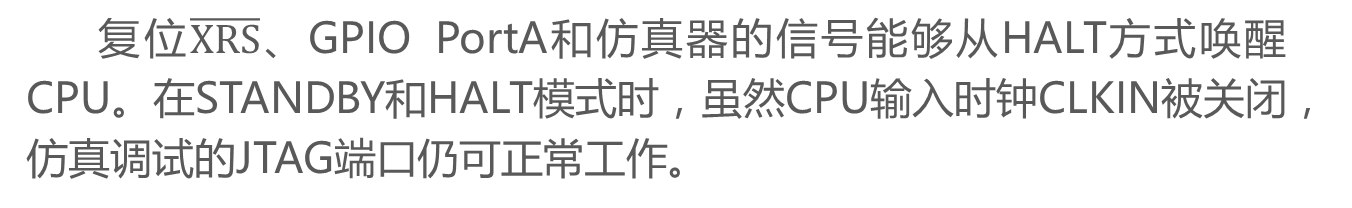 复位X̅R̅S̅、GPIO PortA和仿真器的信号能够从HALT方式唤醒
CPU。在STANDBY和HALT模式时，虽然CPU输入时钟CLKIN被关闭，
仿真调试的JTAG端口仍可正常工作。